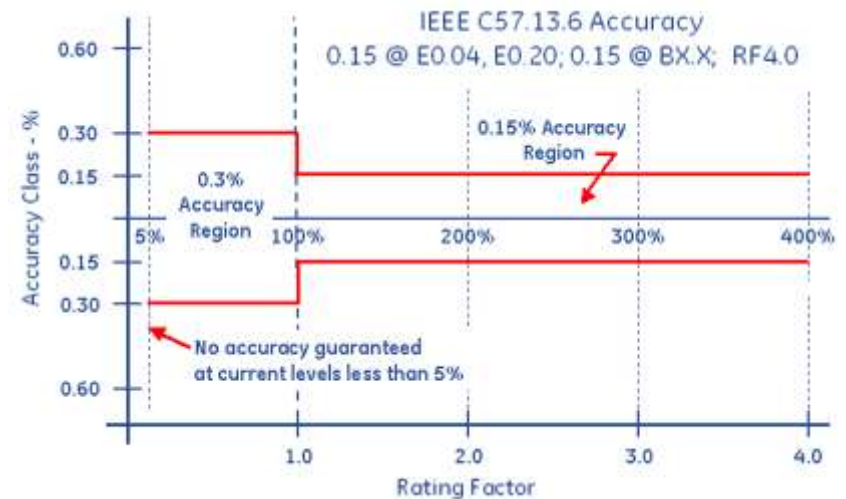 IEEE C57.13.6 Accuracy
0.15 @ E0.04, E0.20; 0.15 @ BX.X; RF4.0
Accuracy Class - %
0.60
0.30
0.15
0.15
0.30
0.60
0.3%
Accuracy
Region
0.15% Accuracy
Region
5%
100%
200%
300%
400%
No accuracy guaranteed
at current levels less than 5%
1.0
2.0
3.0
4.0
Rating Factor